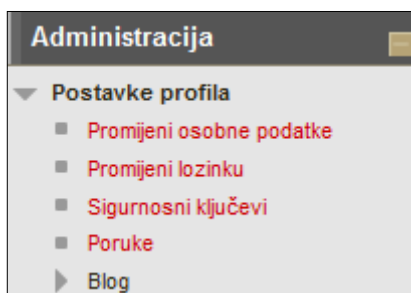 Administracija
Postavke profila
Promijeni osobne podatke
Promijeni lozinku
Sigurnosni ključevi
Poruke
Blog